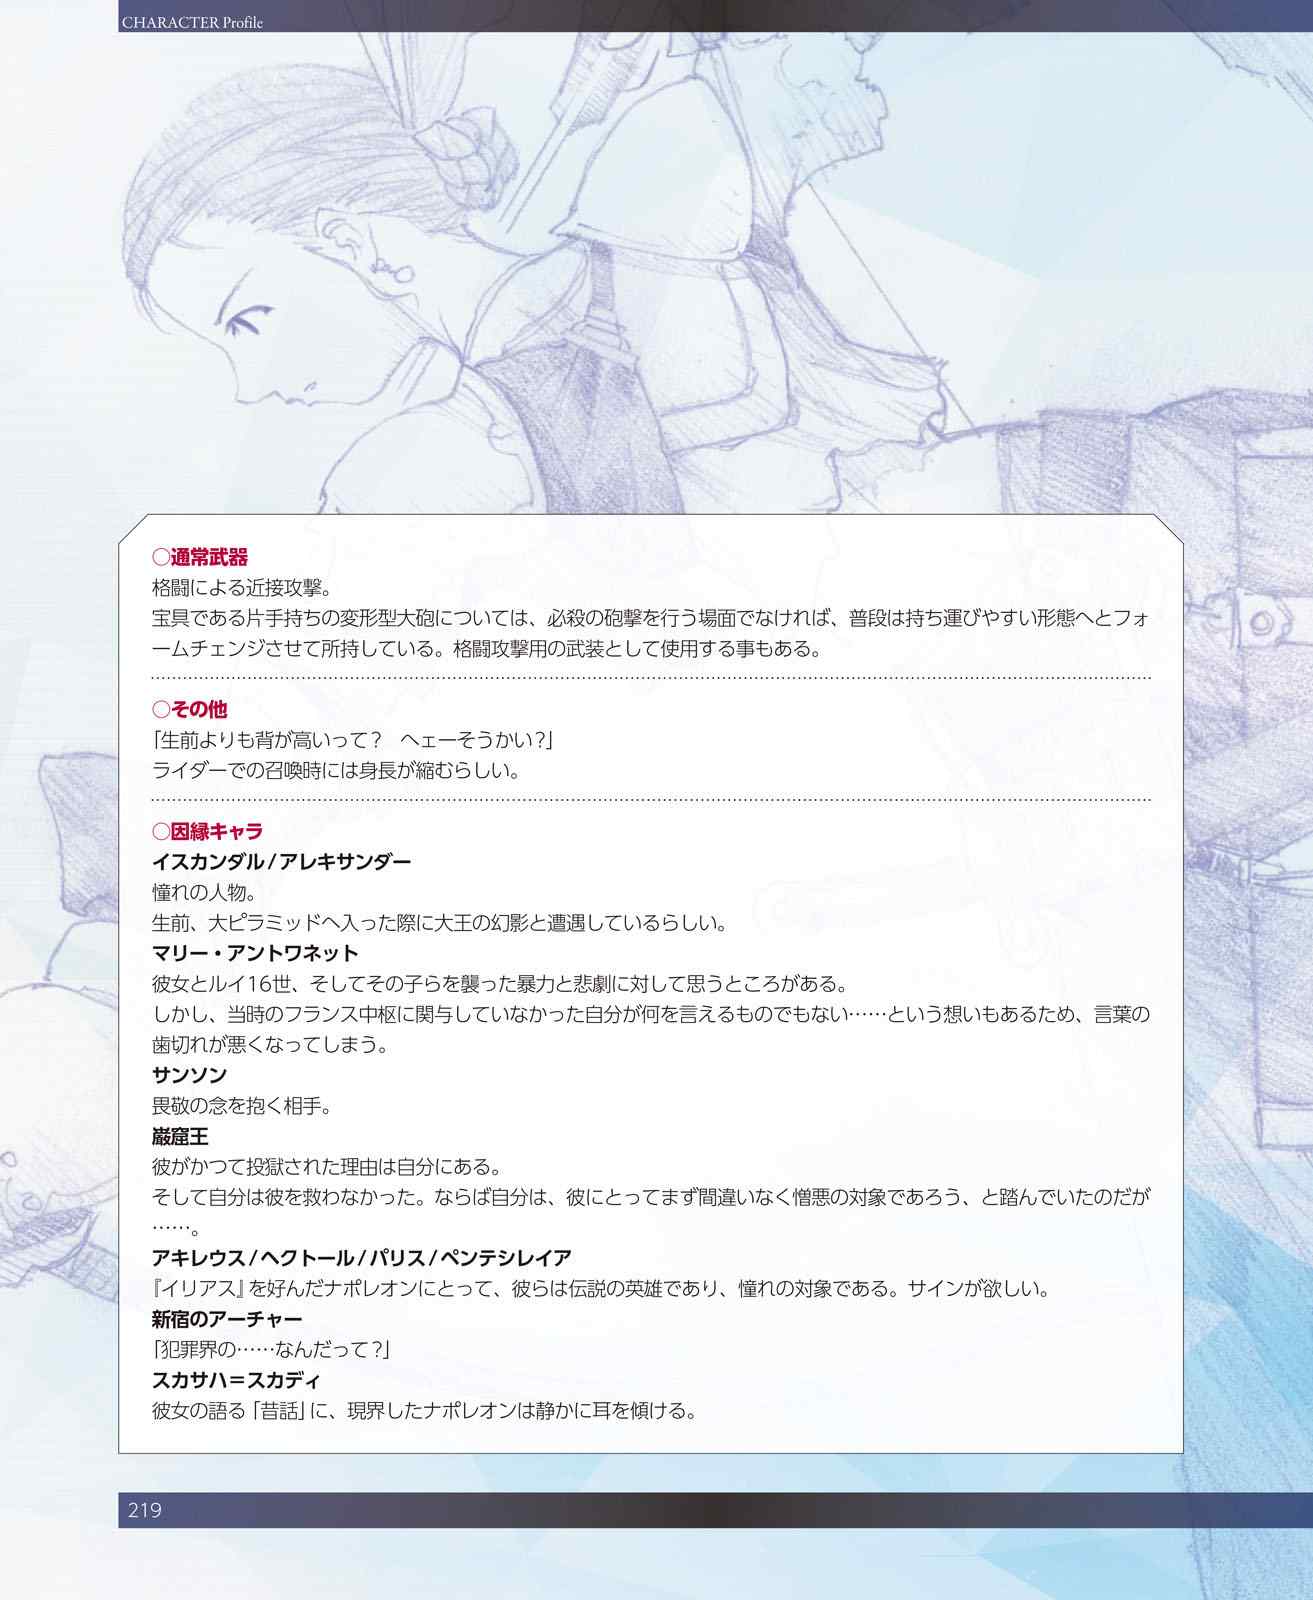 CHARACTER Profile
○通常武器
格闘による近接攻撃。
宝具である片手持ちの変形型大砲については、必殺の砲撃を行う場面でなければ、普段は持ち運びやすい形態へとフォ
ームチェンジさせて所持している。格闘攻撃用の武装として使用する事もある。
○その他
「生前よりも背が高いって？　ヘェーそうかい？」
ライダーでの召喚時には身長が縮むらしい。
○因縁キャラ
イスカンダル/アレキサンダー
憧れの人物。
生前、大ピラミッドへ入った際に大王の幻影と遭遇しているらしい。
マリー・アントワネット
彼女とルイ16世、そしてその子らを襲った暴力と悲劇に対して思うところがある。
しかし、当時のフランス中枢に関与していなかった自分が何を言えるものでもない……という想いもあるため、言葉の
歯切れが悪くなってしまう。
サンソン
畏敬の念を抱く相手。
巌窟王
彼がかつて投獄された理由は自分にある。
そして自分は彼を救わなかった。ならば自分は、彼にとってまず間違いなく憎悪の対象であろう、と踏んでいたのだが
……。
アキレウス/ヘクトール/パリス/ペンテシレイア
『イリアス』を好んだナポレオンにとって、彼らは伝説の英雄であり、憧れの対象である。サインが欲しい。
新宿のアーチャー
「犯罪界の……なんだって？」
スカサハ＝スカディ
彼女の語る「昔話」に、現界したナポレオンは静かに耳を傾ける。
219